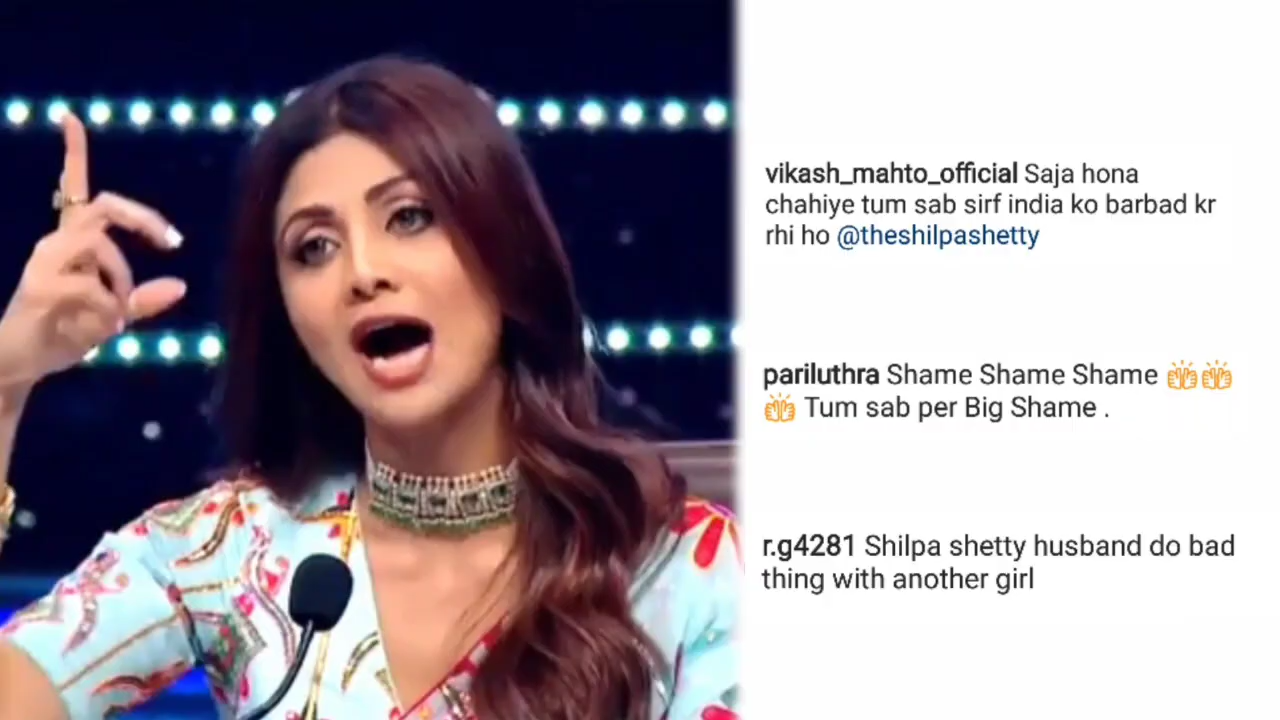 vikash_mahto_official Saja hona
chahiye tum sab sirf india ko barbad kr
rhi ho @theshilpashetty
pariluthra Shame Shame Shame 🙌🙌
🙌 Tum sab per Big Shame .
r.g4281 Shilpa shetty husband do bad
thing with another girl